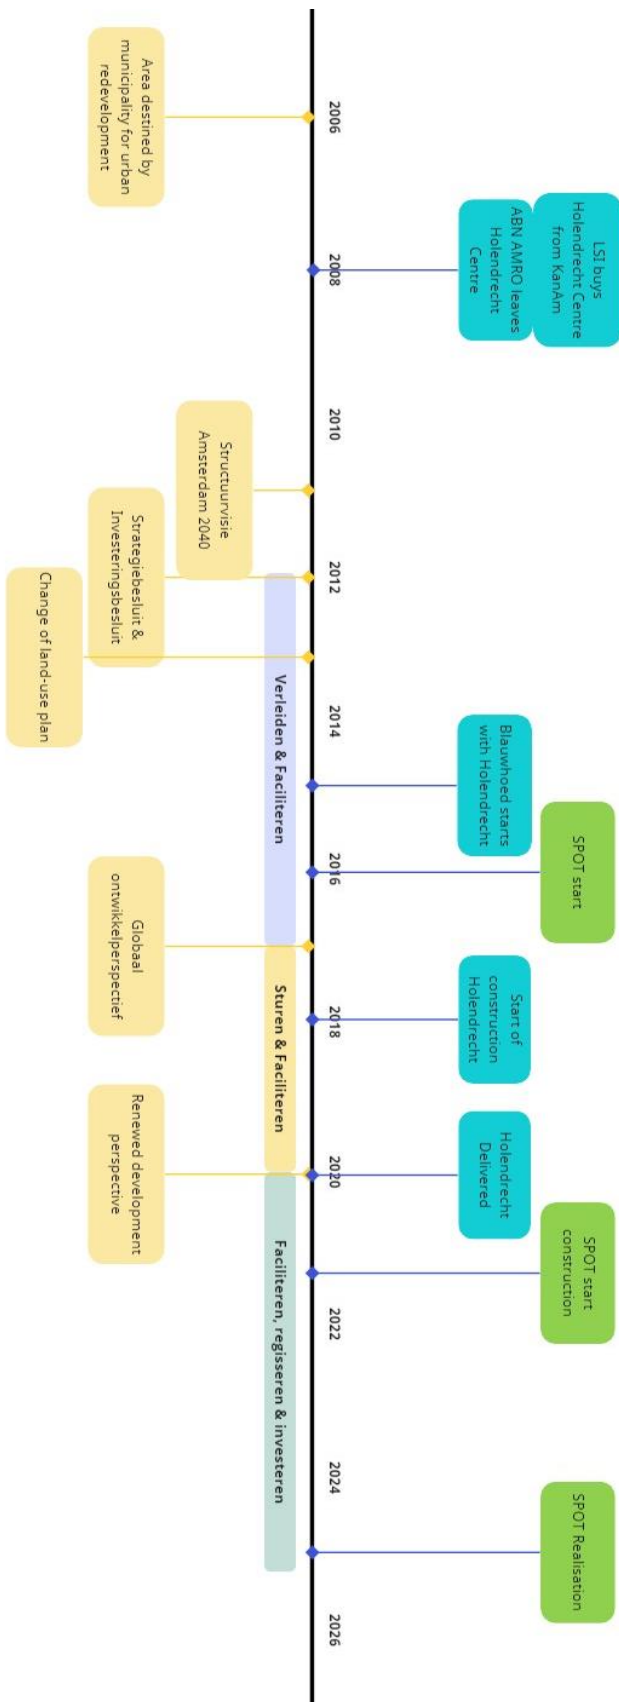 LSI buys
Holendrecht Centre
from KanAm
ABN AMRO leaves
Holendrecht
Centre
Blauwhoed starts
with Holendrecht
SPOT start
Start of
construction
Holendrecht
Holendrecht
Delivered
SPOT start
construction
SPOT Realisation
2006
2008
2010
2012
2014
2016
2018
2020
2022
2024
2026
Verleiden & Faciliteren
Sturen & Faciliteren
Faciliteren, regisseren & investeren
Area destined by
municipality for urban
redevelopment
Structuurvisie
Amsterdam 2040
Strategiebesluit &
Investeringsbesluit
Change of land-use plan
Globaal
ontwikkelperspectief
Renewed development
perspective